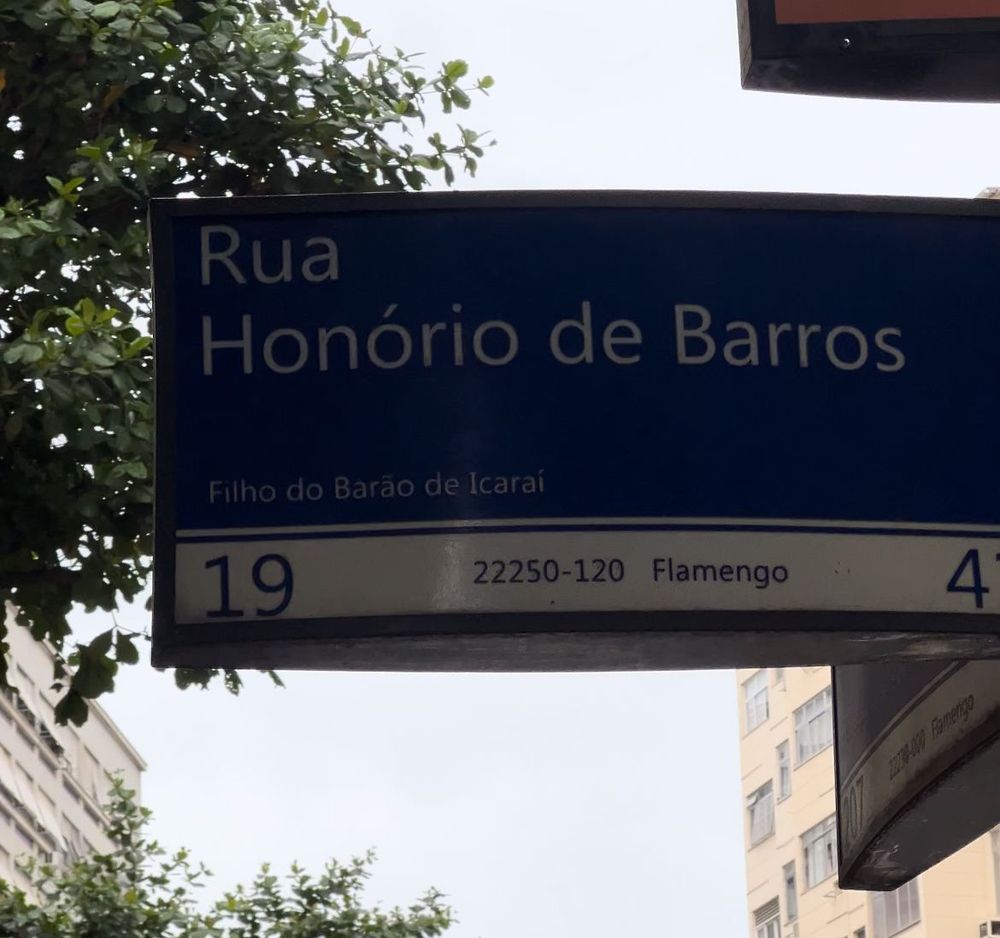 Rua
Honório de Barros
Filho do Barão de Icaraí
19 22250-120 Flamengo
Flamengo